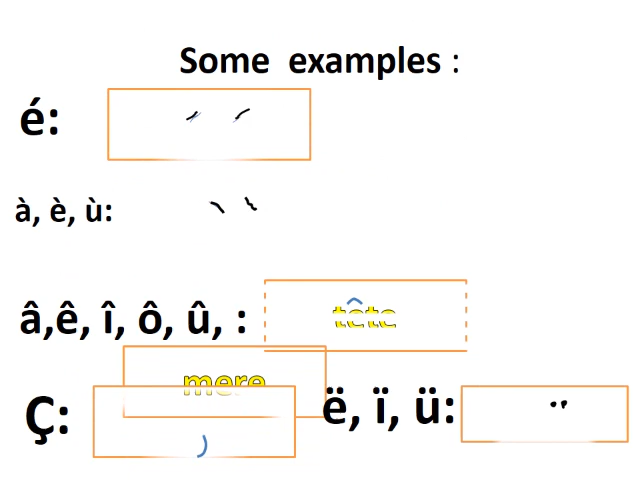 Some examples :
é:
à, è, ù:
â,ê, î, ô, û, :
tête
mere
Ç:
ë, ï, ü: